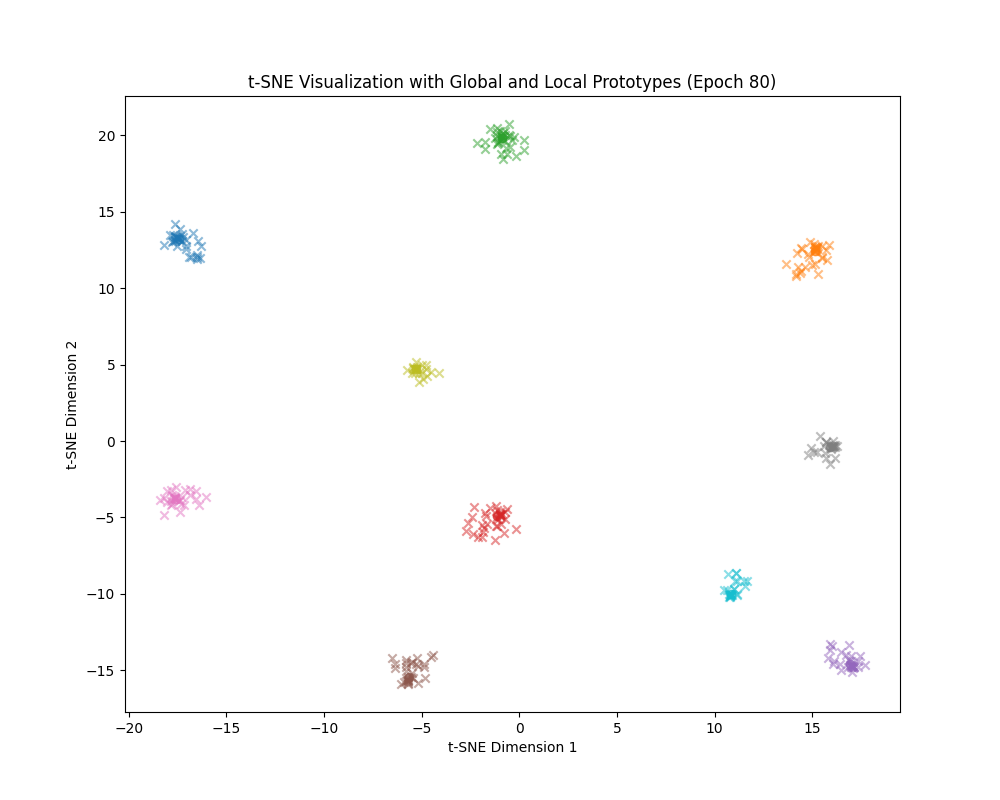 t-SNE Visualization with Global and Local Prototypes (Epoch 80)
t-SNE Dimension 2
20
15
10
5
0
−5
−10
−15
−20 −15 −10 −5 0 5 10 15
t-SNE Dimension 1